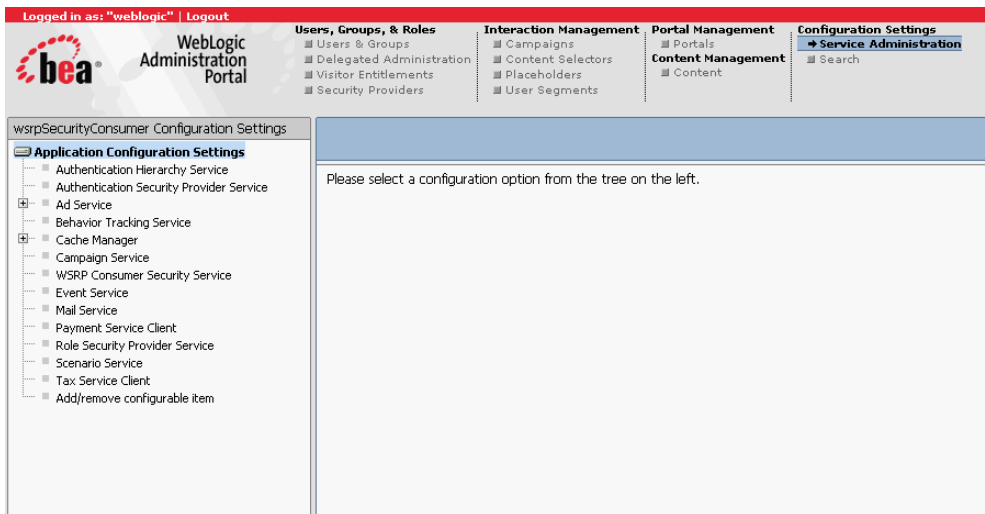 Logged in as: "weblogic" | Logout
bea
WebLogic
Administration
Portal
Users, Groups, & Roles
Users & Groups
Delegated Administration
Visitor Entitlements
Security Providers
Interaction Management
Campaigns
Content Selectors
Placeholders
User Segments
Portal Management
Portals
Content Management
Content
Configuration Settings
Service Administration
Search
wsrpSecurityConsumer Configuration Settings
Application Configuration Settings
Authentication Hierarchy Service
Authentication Security Provider Service
Ad Service
Behavior Tracking Service
Cache Manager
Campaign Service
WSRP Consumer Security Service
Event Service
Mail Service
Payment Service Client
Role Security Provider Service
Scenario Service
Tax Service Client
Add/remove configurable item
Please select a configuration option from the tree on the left.